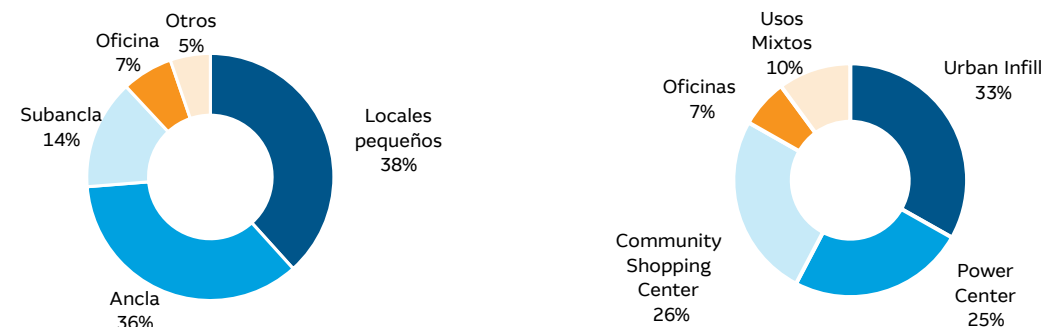 Otros
5%
Oficina
7%
Subancla
14%
Locales
pequeños
38%
Ancla
36%
Usos
Mixtos
10%
Urban Infill
33%
Oficinas
7%
Community
Shopping
Center
26%
Power
Center
25%